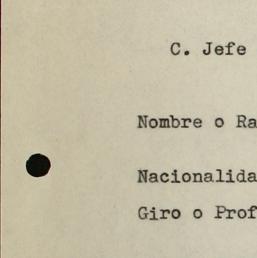 C. Jefe
Nombre o Ra
Nacionalida
Giro o Prof